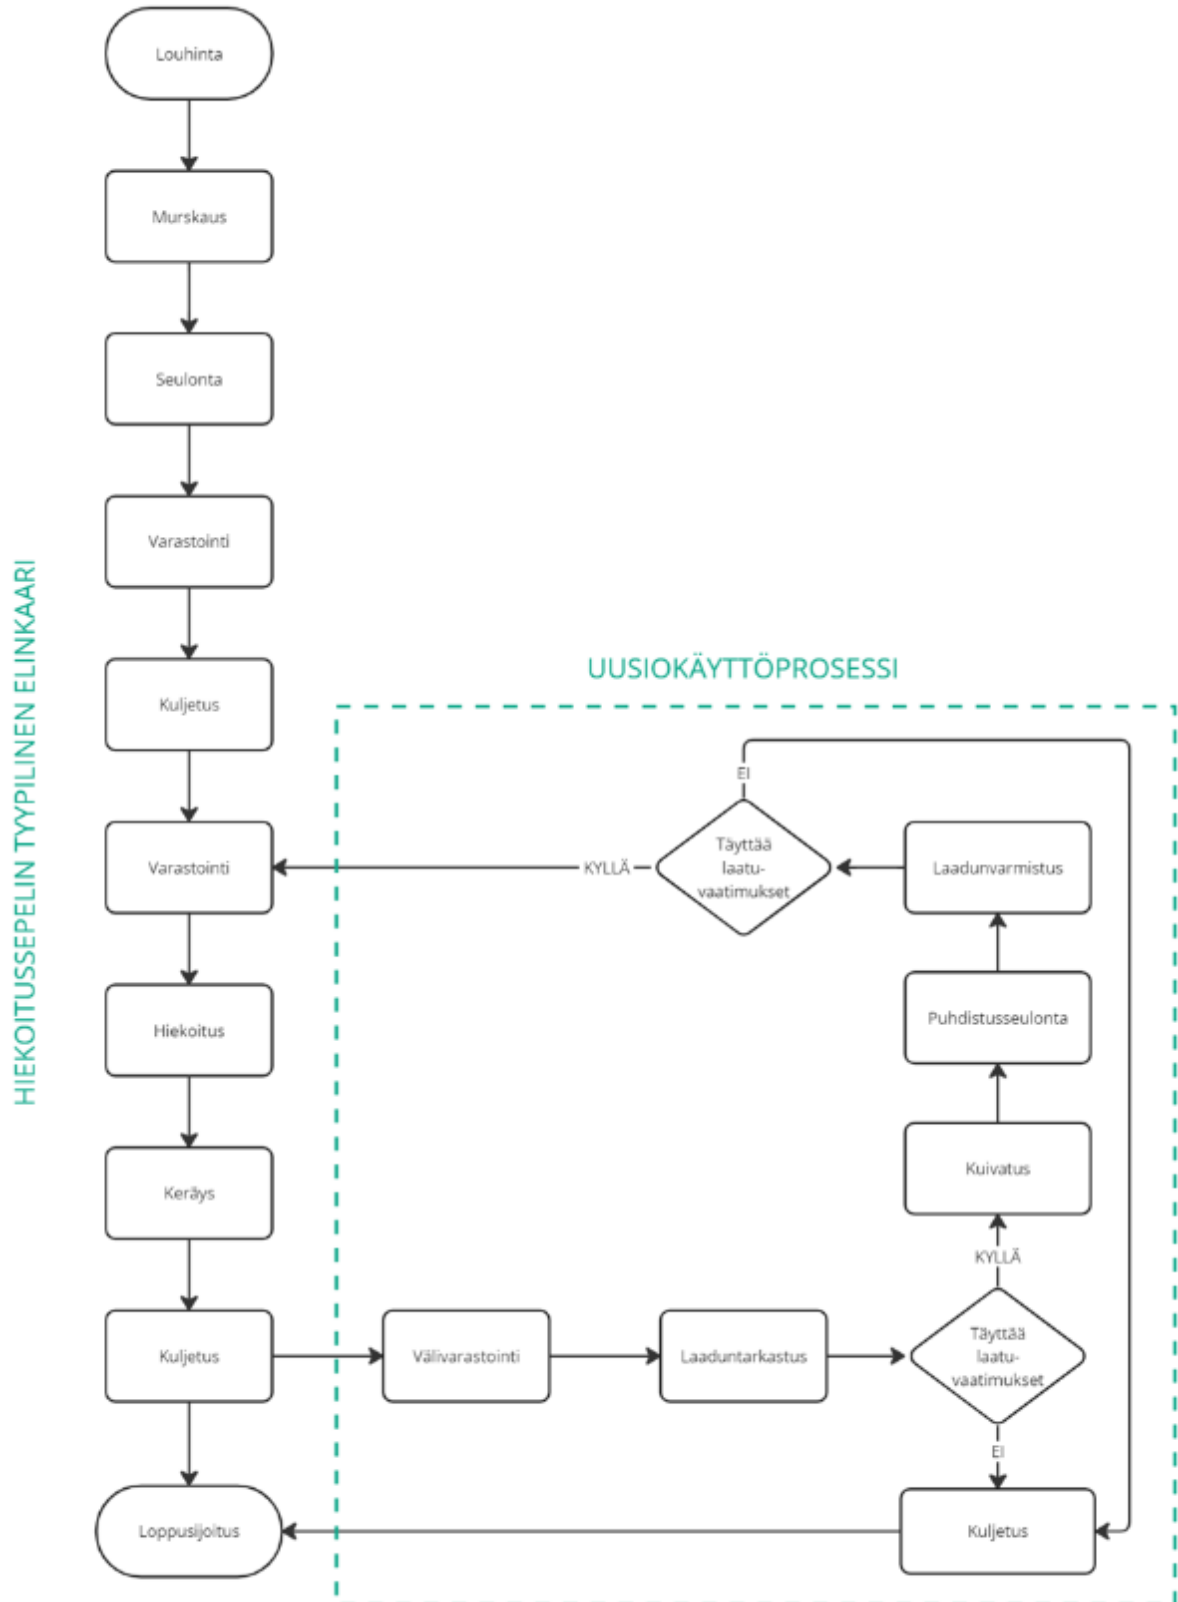 HIEKOITUSSEPELIN TYYPILINEN ELINKAARI
Louhinta
Murskaus
Seulonta
Varastointi
Kuljetus
Varastointi
Hiekoitus
Keräys
Kuljetus
Loppusijoitus
UUSIOKÄYTTÖPROSESSI
EI
Täyttää
laatu-
vaatimukset
KYLLÄ
Laadunvarmistus
Puhdistusseulonta
Kuivatus
KYLLÄ
Välivarastointi
Laaduntarkastus
Täyttää
laatu-
vaatimukset
EI
Kuljetus